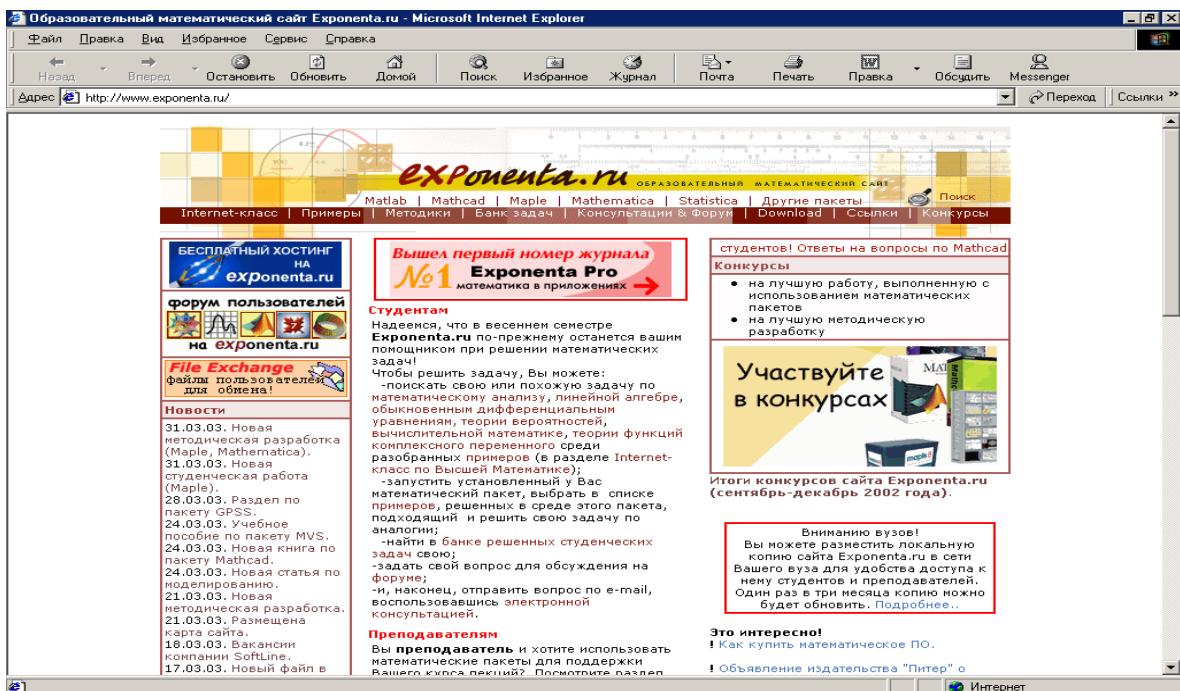 Образовательный математический сайт Exponenta.ru - Microsoft Internet Explorer
Файл Правка Вид Избранное Сервис Справка
Назад Вперед Остановить Обновить Домой Поиск Избранное Журнал Почта Печать Правка Обсудить Messenger
Адрес http://www.exponenta.ru/ Переход Ссылки »
exponenta.ru ОБРАЗОВАТЕЛЬНЫЙ МАТЕМАТИЧЕСКИЙ САЙТ
Matlab | Mathcad | Maple | Mathematica | Statistica | Другие пакеты Поиск
Internet-класс | Примеры | Методики | Банк задач | Консультации & Форум | Download | Ссылки | Конкурсы
БЕСПЛАТНЫЙ ХОСТИНГ
НА
exponenta.ru
форум пользователей
на exponenta.ru
File Exchange
файлы пользователей
для обмена!
Новости
31.03.03. Новая
методическая разработка
(Maple, Mathematica).
31.03.03. Новая
студенческая работа
(Maple).
28.03.03. Раздел по
пакету GPSS.
24.03.03. Учебное
пособие по пакету MVS.
24.03.03. Новая книга по
пакету Mathcad.
24.03.03. Новая статья по
моделированию.
21.03.03. Новая
методическая разработка.
21.03.03. Размещена
карта сайта.
18.03.03. Вакансии
компании SoftLine.
17.03.03. Новый файл в
Вышел первый номер журнала
№1 Exponenta Pro
математика в приложениях
Студентам
Надеемся, что в весеннем семестре
Exponenta.ru по-прежнему останется вашим
помощником при решении математических
задач!
Чтобы решить задачу, Вы можете:
-поискать свою или похожую задачу по
математическому анализу, линейной алгебре,
обыкновенным дифференциальным
уравнениям, теории вероятностей,
вычислительной математике, теории функций
комплексного переменного среди
разобранных примеров (в разделе Internet-
класс по Высшей Математике);
-запустить установленный у Вас
математический пакет, выбрать в списке
примеров, решенных в среде этого пакета,
подходящий и решить свою задачу по
аналогии;
-найти в банке решенных студенческих
задач свою;
-задать свой вопрос для обсуждения на
форуме;
-и, наконец, отправить вопрос по e-mail,
воспользовавшись электронной
консультацией.
Преподавателям
Вы преподаватель и хотите использовать
математические пакеты для поддержки
Вашего курса лекций? Посмотрите раздел
студентов! Ответы на вопросы по Mathcad
Конкурсы
• на лучшую работу, выполненную с
использованием математических
пакетов
• на лучшую методическую
разработку
Участвуйте
в конкурсах
maple 8
Итоги конкурсов сайта Exponenta.ru
(сентябрь-декабрь 2002 года).
Вниманию вузов!
Вы можете разместить локальную
копию сайта Exponenta.ru в сети
Вашего вуза для удобства доступа к
нему студентов и преподавателей.
Один раз в три месяца копию можно
будет обновить. Подробнее..
Это интересно!
! Как купить математическое ПО.
! Объявление издательства "Питер" о
Интернет